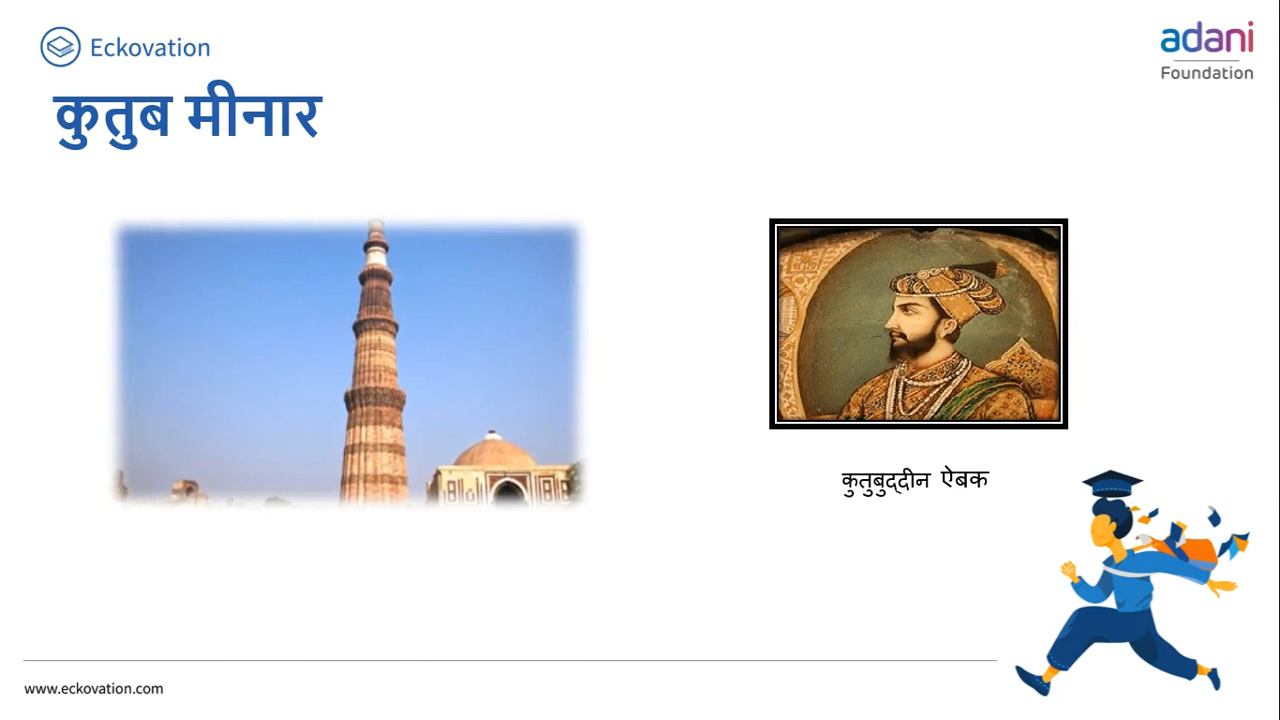 Eckovation
adani
Foundation
कुतुब मीनार
कुतुबुद्दीन ऐबक
www.eckovation.com